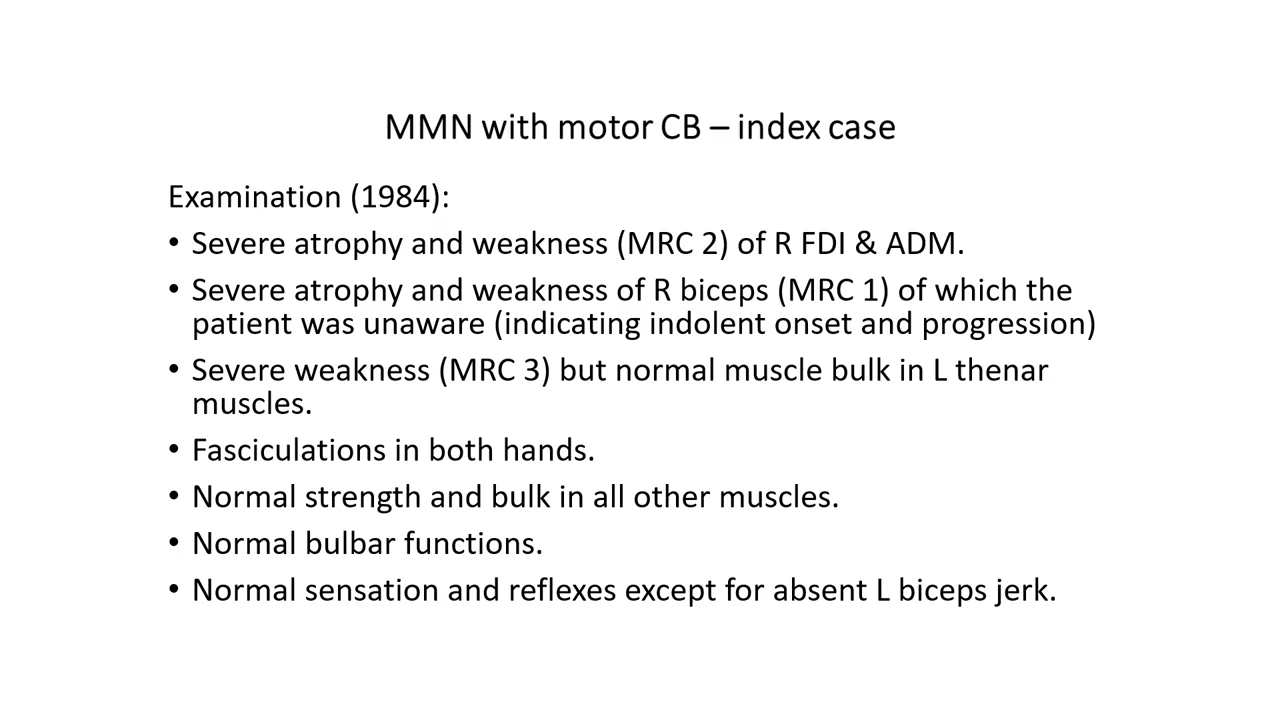 MMN with motor CB – index case
Examination (1984):
• Severe atrophy and weakness (MRC 2) of R FDI & ADM.
• Severe atrophy and weakness of R biceps (MRC 1) of which the
patient was unaware (indicating indolent onset and progression)
• Severe weakness (MRC 3) but normal muscle bulk in L thenar
muscles.
• Fasciculations in both hands.
• Normal strength and bulk in all other muscles.
• Normal bulbar functions.
• Normal sensation and reflexes except for absent L biceps jerk.